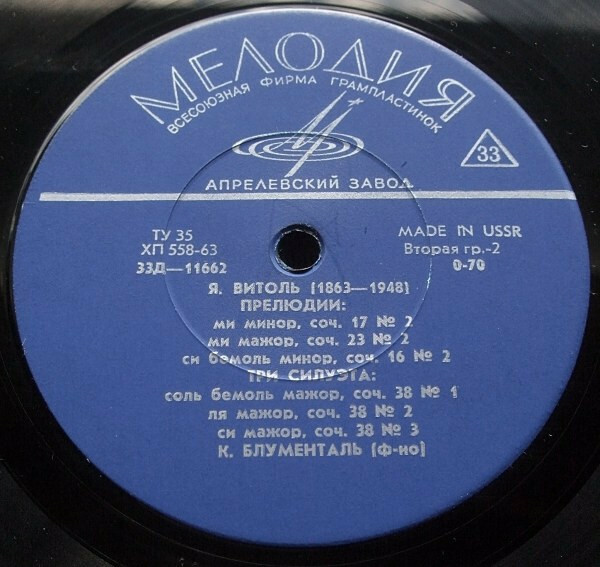 МЕЛОДИЯ
ВСЕСОЮЗНАЯ ФИРМА ГРАМПЛАСТИНОК
33
АПРЕЛЕВСКИЙ ЗАВОД
ТУ 35
ХП 558-63
33Д—11662
MADE IN USSR
Вторая гр.-2
0-70
Я. ВИТОЛЬ (1863—1948)
ПРЕЛЮДИИ:
ми минор, соч. 17 № 2
ми мажор, соч. 23 № 2
си бемоль минор, соч. 16 № 2
ТРИ СИЛУЭТА:
соль бемоль мажор, соч. 38 № 1
ля мажор, соч. 38 № 2
си мажор, соч. 38 № 3
К. БЛУМЕНТАЛЬ (ф-но)